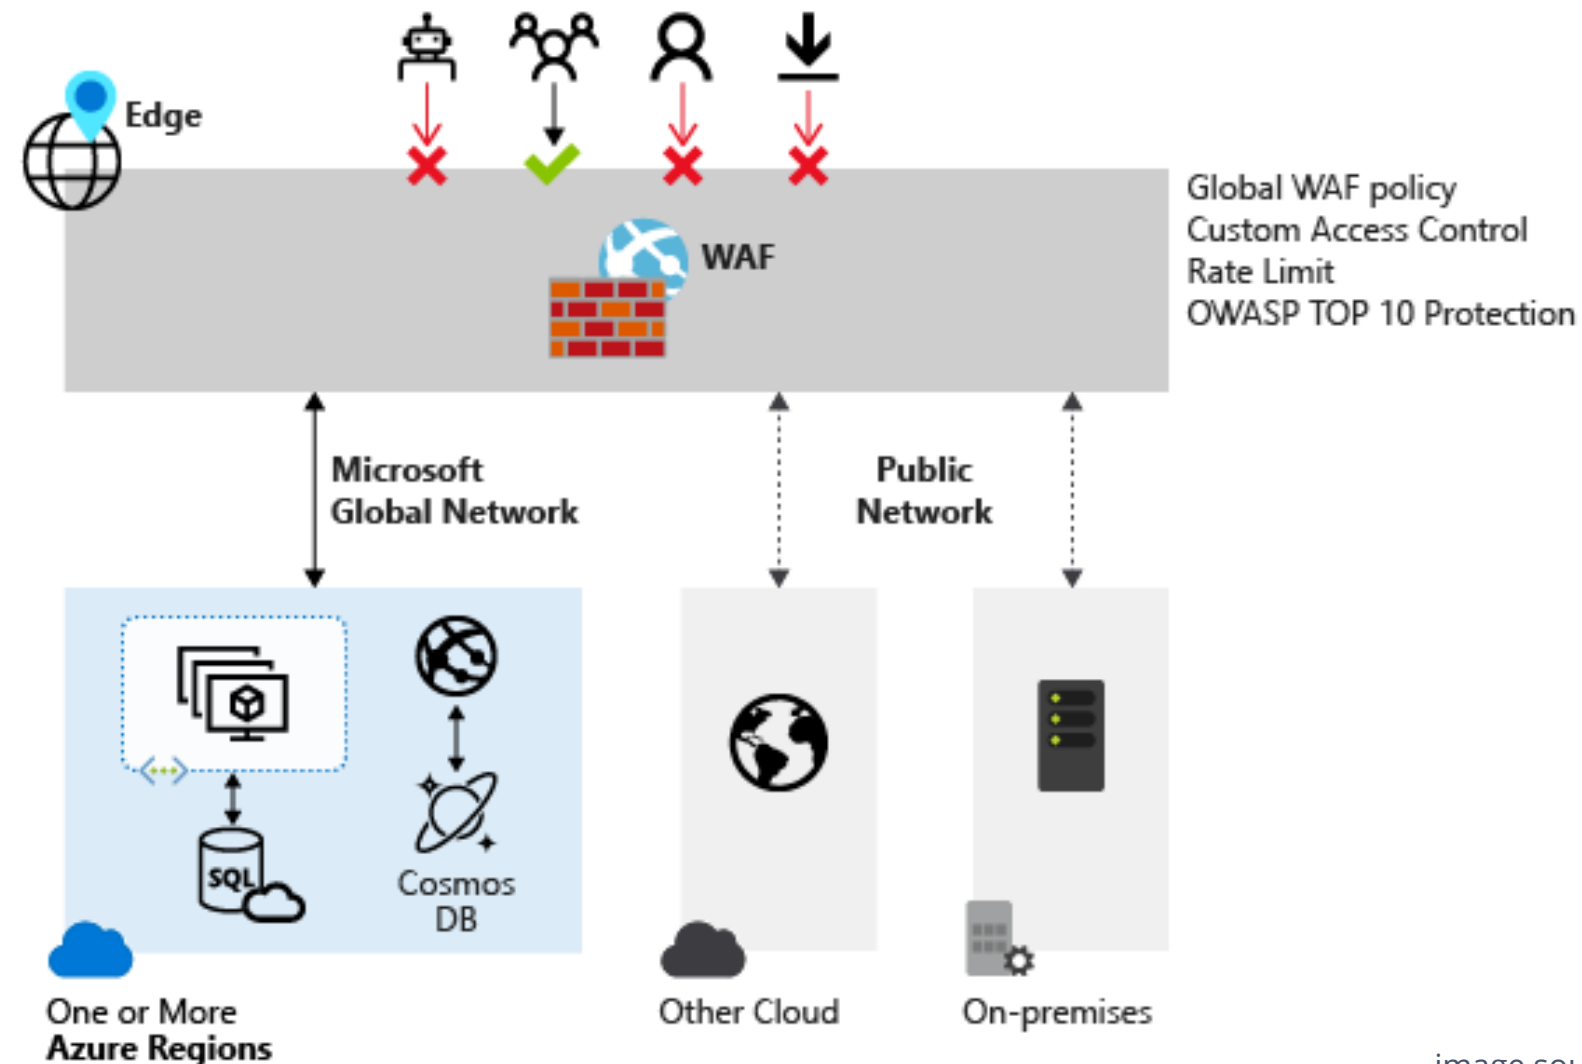 Edge
WAF
Global WAF policy
Custom Access Control
Rate Limit
OWASP TOP 10 Protection
Microsoft
Global Network
Public
Network
SQL
Cosmos
DB
One or More
Azure Regions
Other Cloud
On-premises
image